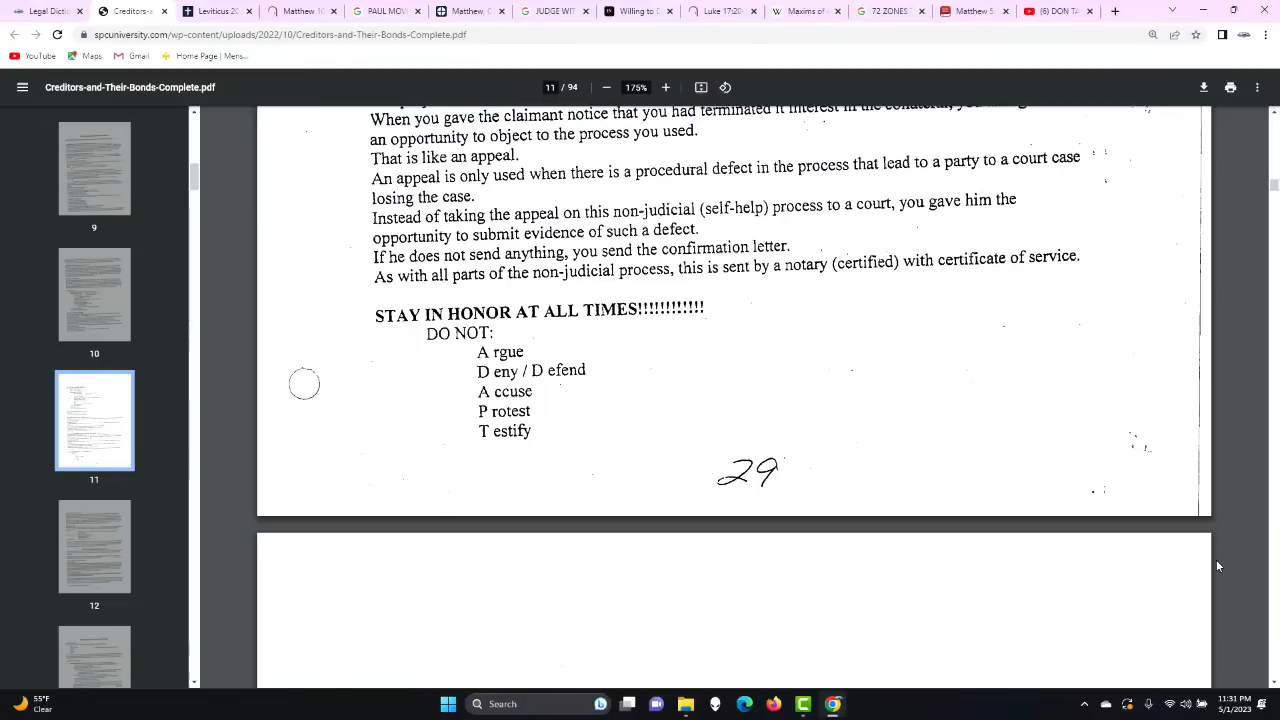 Legal Dictic
Creditors-a
Leviticus 20
Matthew 10
PAUL MOV
Matthew, C
JUDGE WIT
Willing to D
Luke 17:20
Maxims of
72 ZONES
Matthew 5
(6) DON TA
spcuniversity.com/wp-content/uploads/2022/10/Creditors-and-Their-Bonds-Complete.pdf
YouTube
Maps
Gmail
Home Page | Mens...
Creditors-and-Their-Bonds-Complete.pdf
11 / 94
175%
9
10
11
12
When you gave the claimant notice that you had terminated it interest in the collateral,
an opportunity to object to the process you used.
That is like an appeal.
An appeal is only used when there is a procedural defect in the process that lead to a party to a court case
losing the case.
Instead of taking the appeal on this non-judicial (self-help) process to a court, you gave him the
opportunity to submit evidence of such a defect.
If he does not send anything, you send the confirmation letter.
As with all parts of the non-judicial process, this is sent by a notary (certified) with certificate of service.
STAY IN HONOR AT ALL TIMES!!!!!!!!!!!!
DO NOT:
A rgue
D eny / D efend
A ccuse
P rotest
T estify
29
55°F
Clear
Search
11:31 PM
5/1/2023